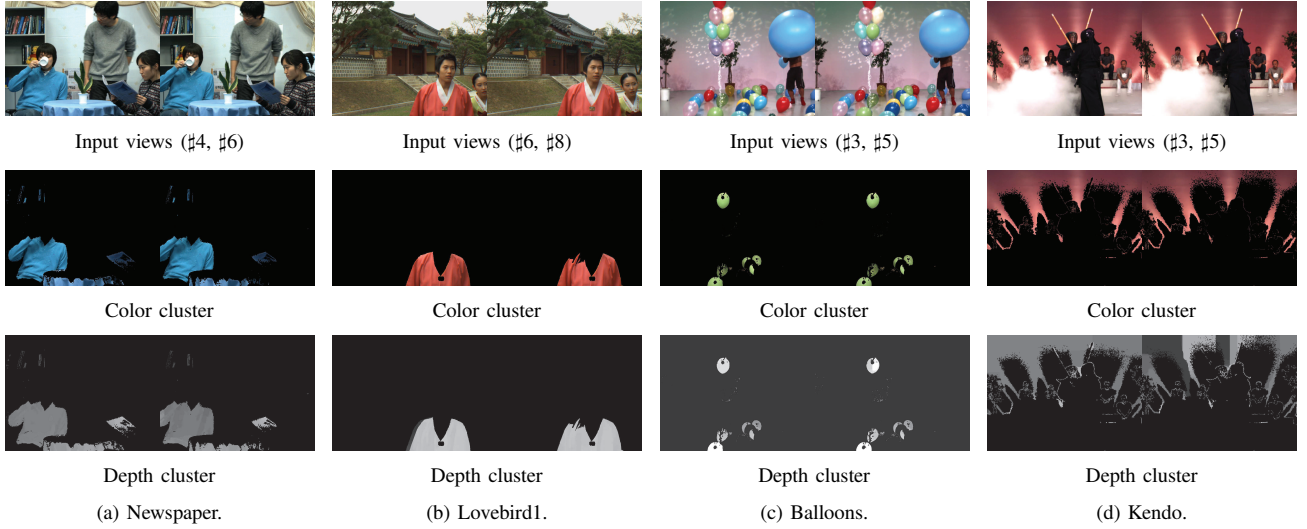 Input views (♯4, ♯6)
Input views (♯6, ♯8)
Input views (♯3, ♯5)
Input views (♯3, ♯5)
Color cluster
Color cluster
Color cluster
Color cluster
Depth cluster
Depth cluster
Depth cluster
Depth cluster
(a) Newspaper.
(b) Lovebird1.
(c) Balloons.
(d) Kendo.